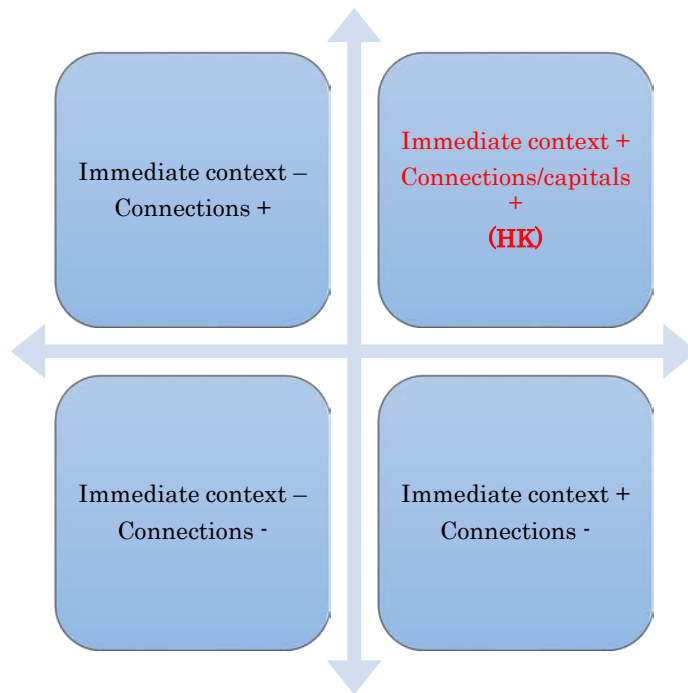 Immediate context –
Connections +
Immediate context +
Connections/capitals
+
(HK)
Immediate context –
Connections -
Immediate context +
Connections -